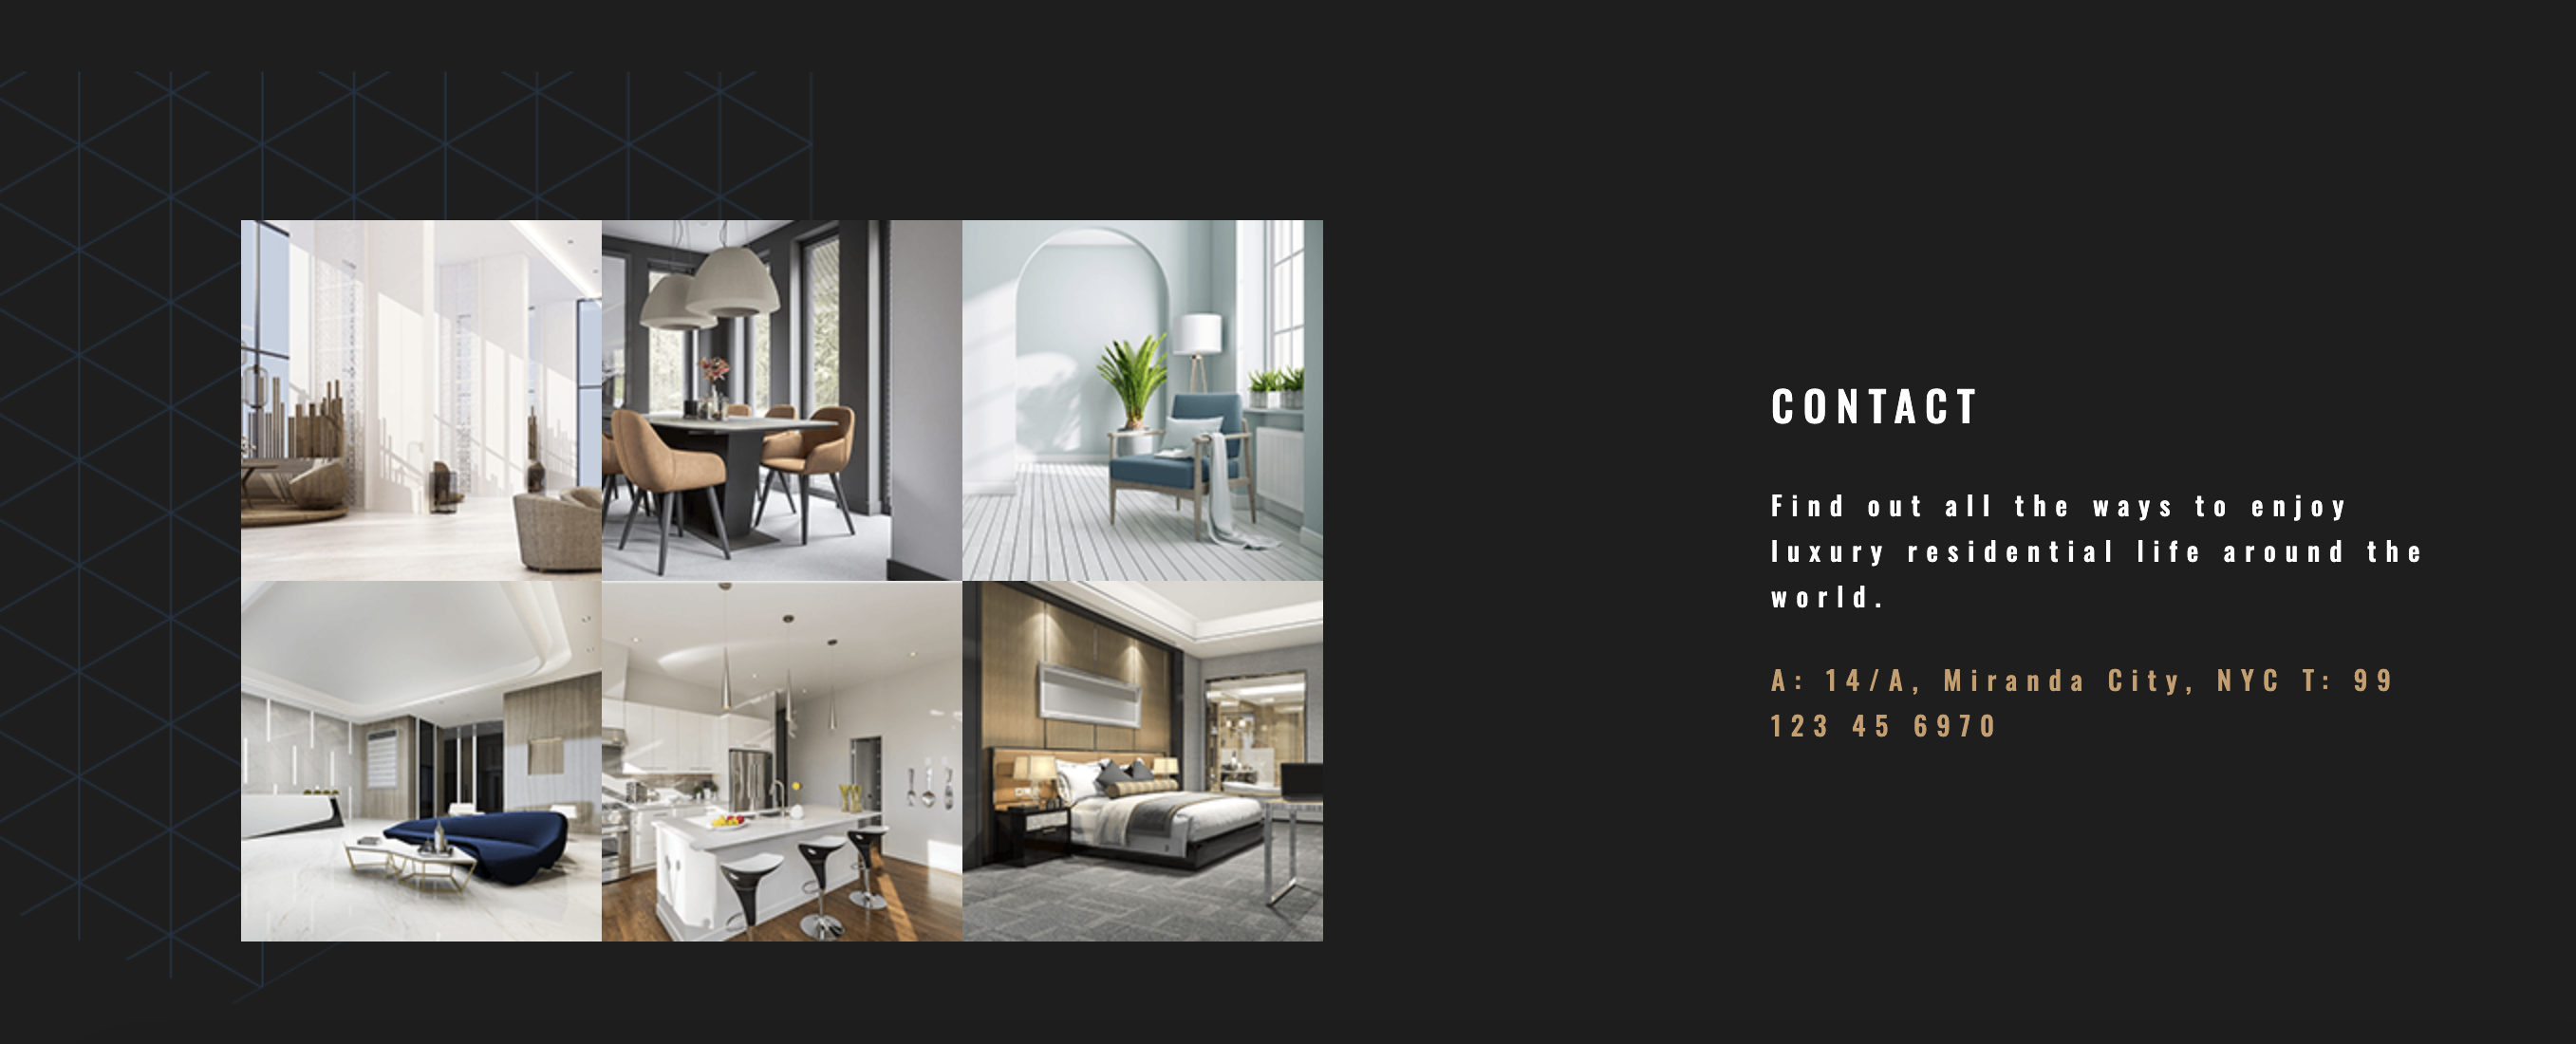 CONTACT
Find out all the ways to enjoy
luxury residential life around the
world.
A: 14/A, Miranda City, NYC T: 99
123 45 6970